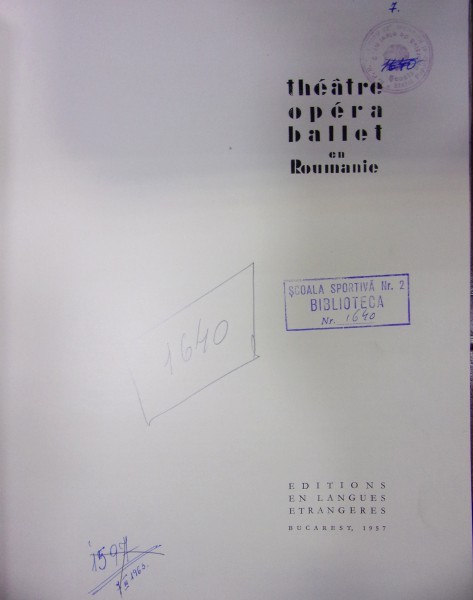 7.
1640
théâtre
opéra
ballet
en
Roumanie
ŞCOALA SPORTIVĂ Nr. 2
BIBLIOTECA
Nr. 1640
1640
EDITIONS
EN LANGUES
ETRANGERES
BUCAREST, 1957
1597